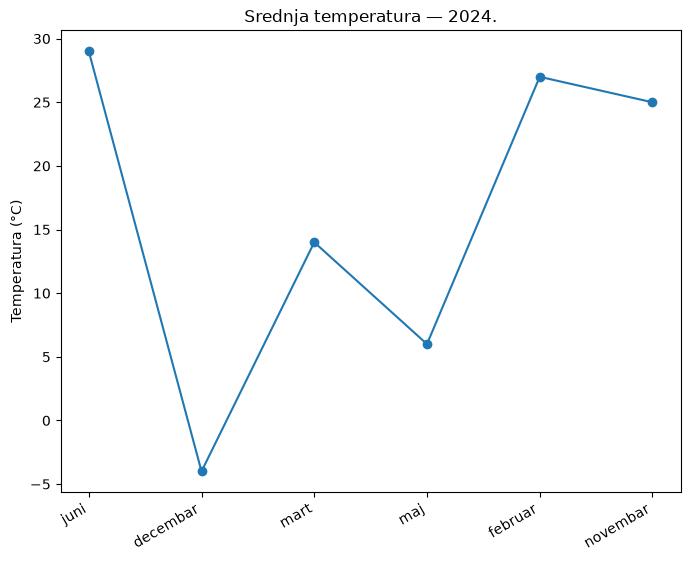 Srednja temperatura — 2024.
Temperatura (°C)
30
25
20
15
10
5
0
−5
juni
decembar
mart
maj
februar
novembar